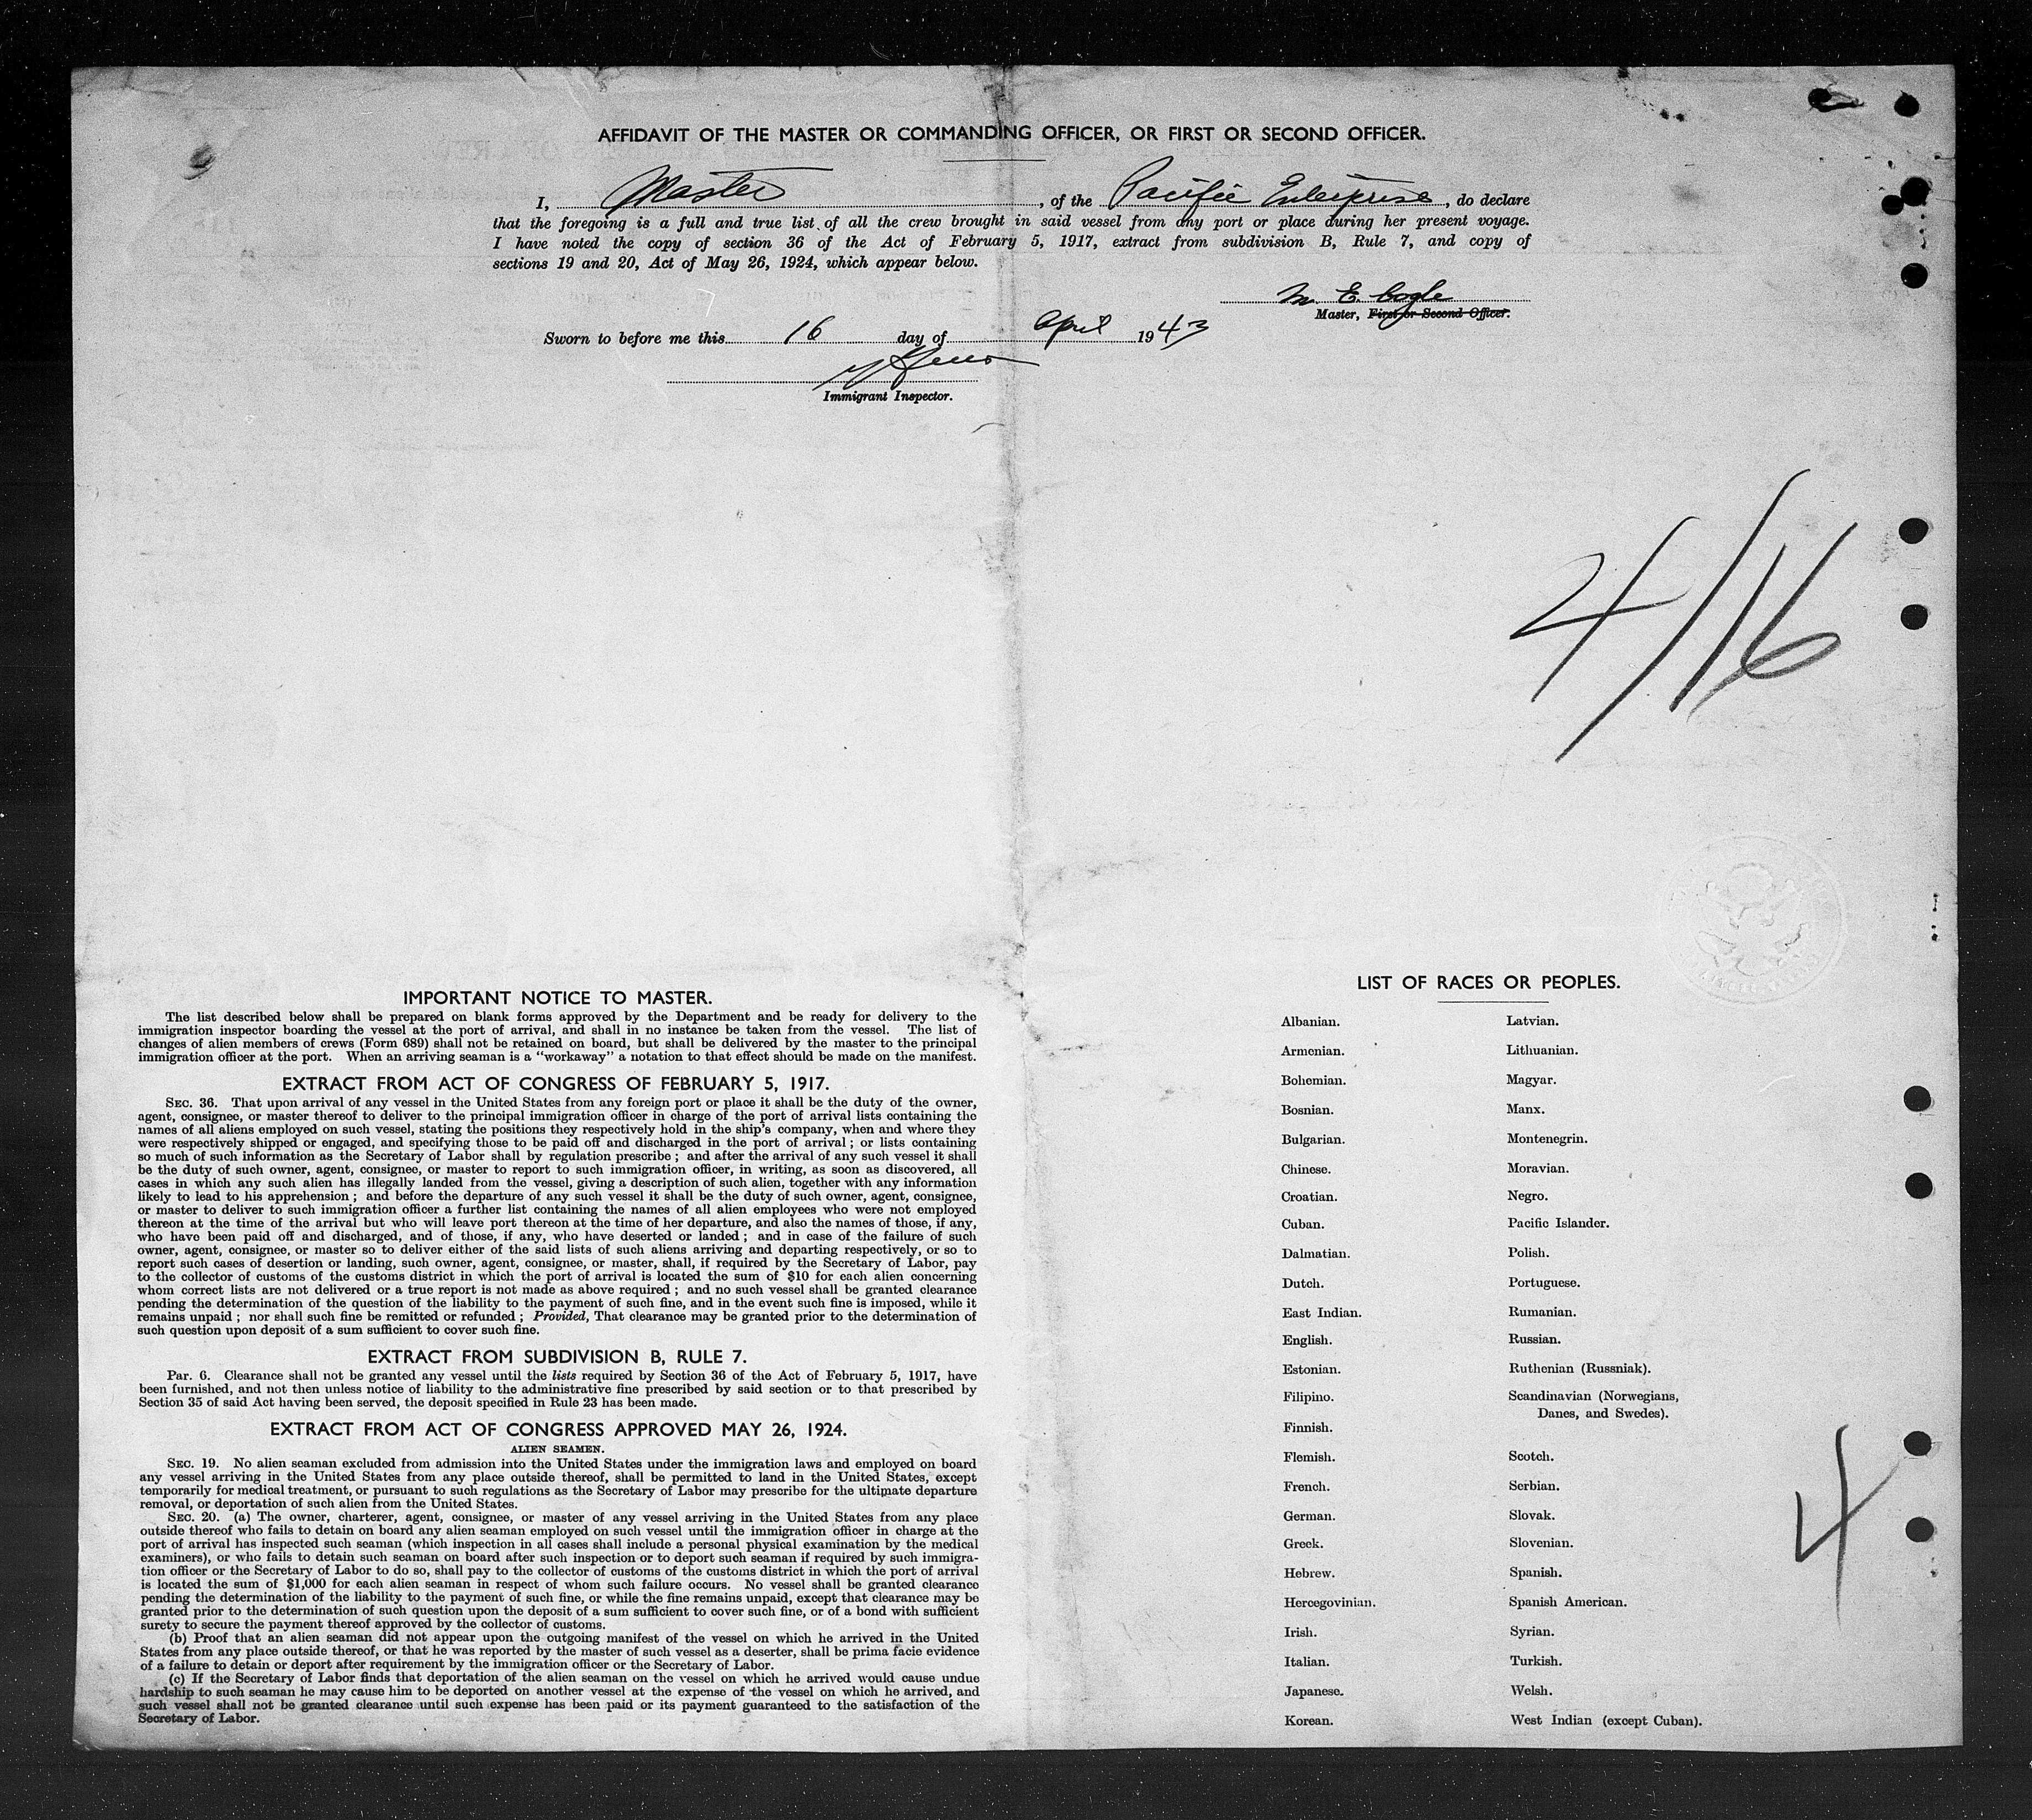 AFFIDAVIT OF THE MASTER OR COMMANDING OFFICER, OR FIRST OR SECOND OFFICER.
I, Master, of the Pacific Enterprise, do declare
that the foregoing is a full and true list of all the crew brought in said vessel from any port or place during her present voyage.
I have noted the copy of section 36 of the Act of February 5, 1917, extract from subdivision B, Rule 7, and copy of
sections 19 and 20, Act of May 26, 1924, which appear below.
M. E. Cogle
Master, First or Second Officer.
Sworn to before me this 16 day of April 1943
Immigrant Inspector.
4/16
IMPORTANT NOTICE TO MASTER.
The list described below shall be prepared on blank forms approved by the Department and be ready for delivery to the
immigration inspector boarding the vessel at the port of arrival, and shall in no instance be taken from the vessel. The list of
changes of alien members of crews (Form 689) shall not be retained on board, but shall be delivered by the master to the principal
immigration officer at the port. When an arriving seaman is a "workaway" a notation to that effect should be made on the manifest.
EXTRACT FROM ACT OF CONGRESS OF FEBRUARY 5, 1917.
SEC. 36. That upon arrival of any vessel in the United States from any foreign port or place it shall be the duty of the owner,
agent, consignee, or master thereof to deliver to the principal immigration officer in charge of the port of arrival lists containing the
names of all aliens employed on such vessel, stating the positions they respectively hold in the ship's company, when and where they
were respectively shipped or engaged, and specifying those to be paid off and discharged in the port of arrival; or lists containing
so much of such information as the Secretary of Labor shall by regulation prescribe; and after the arrival of any such vessel it shall
be the duty of such owner, agent, consignee, or master to report to such immigration officer, in writing, as soon as discovered, all
cases in which any such alien has illegally landed from the vessel, giving a description of such alien, together with any information
likely to lead to his apprehension; and before the departure of any such vessel it shall be the duty of such owner, agent, consignee,
or master to deliver to such immigration officer a further list containing the names of all alien employees who were not employed
thereon at the time of the arrival but who will leave port thereon at the time of her departure, and also the names of those, if any,
who have been paid off and discharged, and of those, if any, who have deserted or landed; and in case of the failure of such
owner, agent, consignee, or master so to deliver either of the said lists of such aliens arriving and departing respectively, or so to
report such cases of desertion or landing, such owner, agent, consignee, or master, shall, if required by the Secretary of Labor, pay
to the collector of customs of the customs district in which the port of arrival is located the sum of $10 for each alien concerning
whom correct lists are not delivered or a true report is not made as above required; and no such vessel shall be granted clearance
pending the determination of the question of the liability to the payment of such fine, and in the event such fine is imposed, while it
remains unpaid; nor shall such fine be remitted or refunded; Provided, That clearance may be granted prior to the determination of
such question upon deposit of a sum sufficient to cover such fine.
EXTRACT FROM SUBDIVISION B, RULE 7.
Par. 6. Clearance shall not be granted any vessel until the lists required by Section 36 of the Act of February 5, 1917, have
been furnished, and not then unless notice of liability to the administrative fine prescribed by said section or to that prescribed by
Section 35 of said Act having been served, the deposit specified in Rule 23 has been made.
EXTRACT FROM ACT OF CONGRESS APPROVED MAY 26, 1924.
ALIEN SEAMEN.
SEC. 19. No alien seaman excluded from admission into the United States under the immigration laws and employed on board
any vessel arriving in the United States from any place outside thereof, shall be permitted to land in the United States, except
temporarily for medical treatment, or pursuant to such regulations as the Secretary of Labor may prescribe for the ultimate departure
removal, or deportation of such alien from the United States.
SEC. 20. (a) The owner, charterer, agent, consignee, or master of any vessel arriving in the United States from any place
outside thereof who fails to detain on board any alien seaman employed on such vessel until the immigration officer in charge at the
port of arrival has inspected such seaman (which inspection in all cases shall include a personal physical examination by the medical
examiners), or who fails to detain such seaman on board after such inspection or to deport such seaman if required by such immigra-
tion officer or the Secretary of Labor to do so, shall pay to the collector of customs of the customs district in which the port of arrival
is located the sum of $1,000 for each alien seaman in respect of whom such failure occurs. No vessel shall be granted clearance
pending the determination of the liability to the payment of such fine, or while the fine remains unpaid, except that clearance may be
granted prior to the determination of such question upon the deposit of a sum sufficient to cover such fine, or of a bond with sufficient
surety to secure the payment thereof approved by the collector of customs.
(b) Proof that an alien seaman did not appear upon the outgoing manifest of the vessel on which he arrived in the United
States from any place outside thereof, or that he was reported by the master of such vessel as a deserter, shall be prima facie evidence
of a failure to detain or deport after requirement by the immigration officer or the Secretary of Labor.
(c) If the Secretary of Labor finds that deportation of the alien seaman on the vessel on which he arrived would cause undue
hardship to such seaman he may cause him to be deported on another vessel at the expense of the vessel on which he arrived, and
such vessel shall not be granted clearance until such expense has been paid or its payment guaranteed to the satisfaction of the
Secretary of Labor.
LIST OF RACES OR PEOPLES.
Albanian. Latvian.
Armenian. Lithuanian.
Bohemian. Magyar.
Bosnian. Manx.
Bulgarian. Montenegrin.
Chinese. Moravian.
Croatian. Negro.
Cuban. Pacific Islander.
Dalmatian. Polish.
Dutch. Portuguese.
East Indian. Rumanian.
English. Russian.
Estonian. Ruthenian (Russniak).
Filipino. Scandinavian (Norwegians,
Danes, and Swedes).
Finnish.
Flemish. Scotch.
French. Serbian.
German. Slovak.
Greek. Slovenian.
Hebrew. Spanish.
Hercegovinian. Spanish American.
Irish. Syrian.
Italian. Turkish.
Japanese. Welsh.
Korean. West Indian (except Cuban).
4